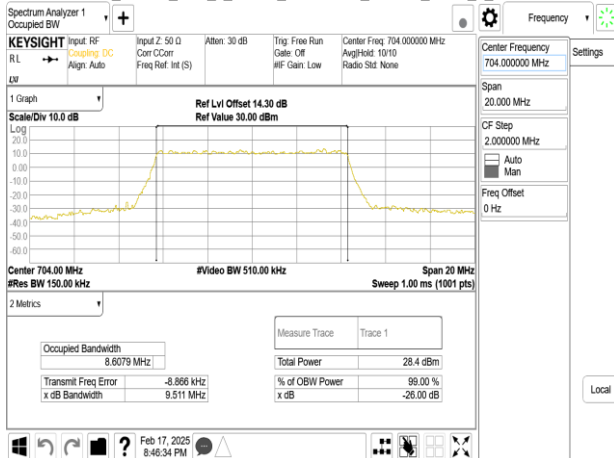 Spectrum Analyzer 1
Occupied BW
+
Frequency
KEYSIGHT
Input: RF
Coupling: DC
Align: Auto
Input Z: 50 Ω
Corr CCorr
Freq Ref: Int (S)
Atten: 30 dB
Trig: Free Run
Gate: Off
#IF Gain: Low
Center Freq: 704.000000 MHz
Avg|Hold: 10/10
Radio Std: None
RL
LXI
Center Frequency
704.000000 MHz
Settings
Span
20.000 MHz
CF Step
2.000000 MHz
Auto
Man
Freq Offset
0 Hz
Local
1 Graph
Scale/Div 10.0 dB
Ref Lvl Offset 14.30 dB
Ref Value 30.00 dBm
Log
20.0
10.0
0.00
-10.0
-20.0
-30.0
-40.0
-50.0
-60.0
Center 704.00 MHz
#Video BW 510.00 kHz
Span 20 MHz
#Res BW 150.00 kHz
Sweep 1.00 ms (1001 pts)
2 Metrics
Measure Trace
Trace 1
Occupied Bandwidth
8.6079 MHz
Total Power
28.4 dBm
Transmit Freq Error
-8.866 kHz
% of OBW Power
99.00 %
x dB Bandwidth
9.511 MHz
x dB
-26.00 dB
?
Feb 17, 2025
8:46:34 PM